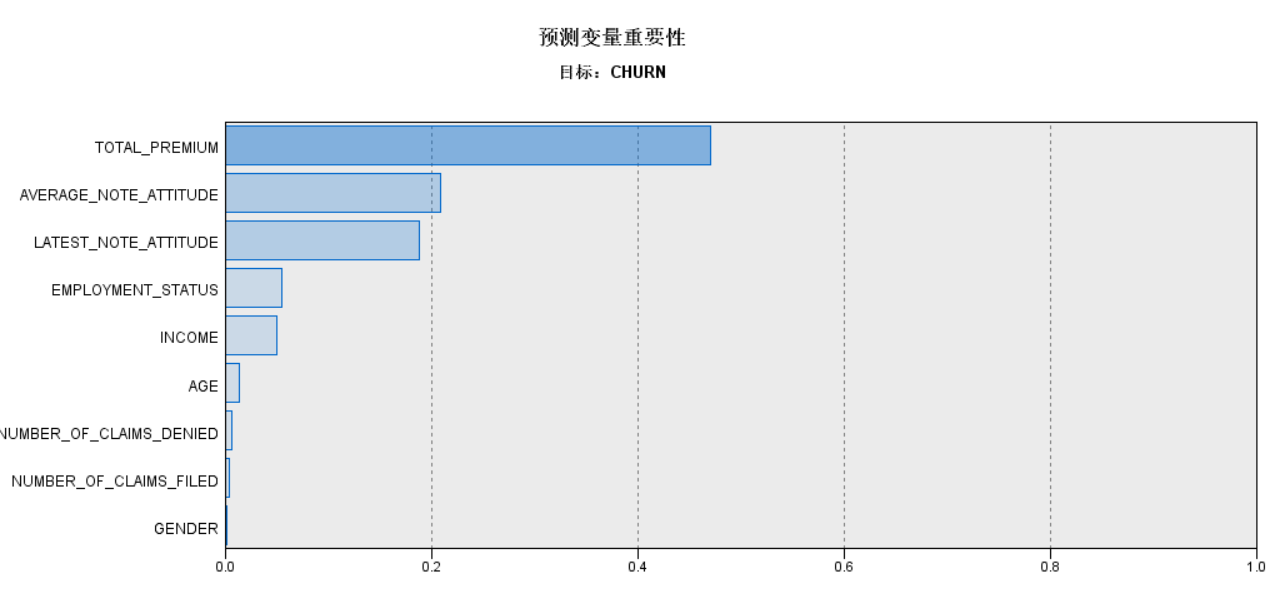 预测变量重要性
目标：CHURN
TOTAL_PREMIUM
AVERAGE_NOTE_ATTITUDE
LATEST_NOTE_ATTITUDE
EMPLOYMENT_STATUS
INCOME
AGE
NUMBER_OF_CLAIMS_DENIED
NUMBER_OF_CLAIMS_FILED
GENDER
0.0 0.2 0.4 0.6 0.8 1.0